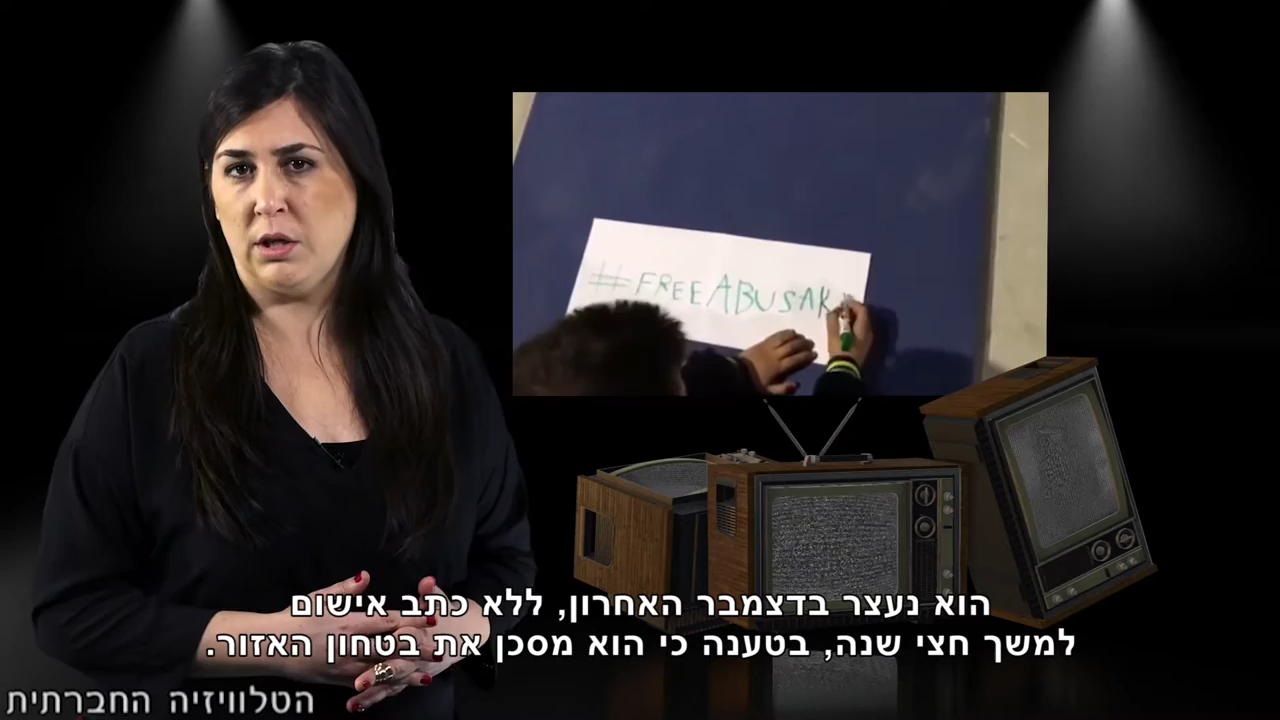 #FREEABUSAK
הוא נעצר בדצמבר האחרון, ללא כתב אישום
למשך חצי שנה, בטענה כי הוא מסכן את בטחון האזור.
הטלוויזיה החברתית